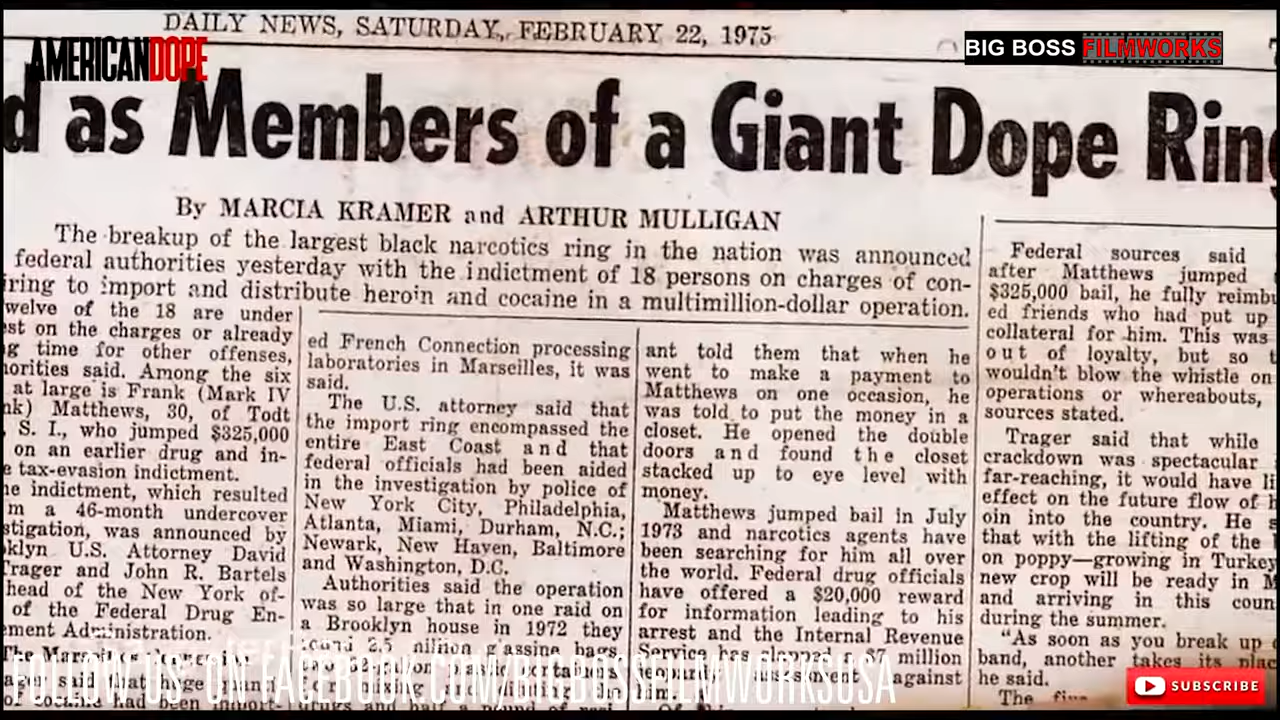 DAILY NEWS, SATURDAY, FEBRUARY 22, 1975
AMERICANDOPE
BIG BOSS FILMWORKS
d as Members of a Giant Dope Ring
By MARCIA KRAMER and ARTHUR MULLIGAN
The breakup of the largest black narcotics ring in the nation was announced
federal authorities yesterday with the indictment of 18 persons on charges of con-
iring to import and distribute heroin and cocaine in a multimillion-dollar operation.
welve of the 18 are under
est on the charges or already
g time for other offenses,
orities said. Among the six
at large is Frank (Mark IV
nk) Matthews, 30, of Todt
S. I., who jumped $325,000
on an earlier drug and in-
e tax-evasion indictment.
e indictment, which resulted
m a 46-month undercover
stigation, was announced by
klyn U.S. Attorney David
Trager and John R. Bartels
head of the New York of-
of the Federal Drug En-
ment Administration.
ed French Connection processing
laboratories in Marseilles, it was
said.
The U.S. attorney said that
the import ring encompassed the
entire East Coast and that
federal officials had been aided
in the investigation by police of
New York City, Philadelphia,
Atlanta, Miami, Durham, N.C.;
Newark, New Haven, Baltimore
and Washington, D.C.
Authorities said the operation
was so large that in one raid on
a Brooklyn house in 1972 they
found 2.5 million glassine bags,
ant told them that when he
went to make a payment to
Matthews on one occasion, he
was told to put the money in a
closet. He opened the double
doors and found the closet
stacked up to eye level with
money.
Matthews jumped bail in July
1973 and narcotics agents have
been searching for him all over
the world. Federal drug officials
have offered a $20,000 reward
for information leading to his
arrest and the Internal Revenue
Service has slapped a $7 million
jeopardy assessment against
him.
Federal sources said
after Matthews jumped
$325,000 bail, he fully reimbu
ed friends who had put up
collateral for him. This was
out of loyalty, but so t
wouldn't blow the whistle on
operations or whereabouts,
sources stated.
Trager said that while
crackdown was spectacular
far-reaching, it would have li
effect on the future flow of h
oin into the country. He s
that with the lifting of the
on poppy—growing in Turkey
new crop will be ready in M
and arriving in this coun
during the summer.
"As soon as you break up
band, another takes its plac
he said.
The five
FOLLOW US ON FACEBOOK.COM/BIGBOSSFILMWORKSUSA
SUBSCRIBE